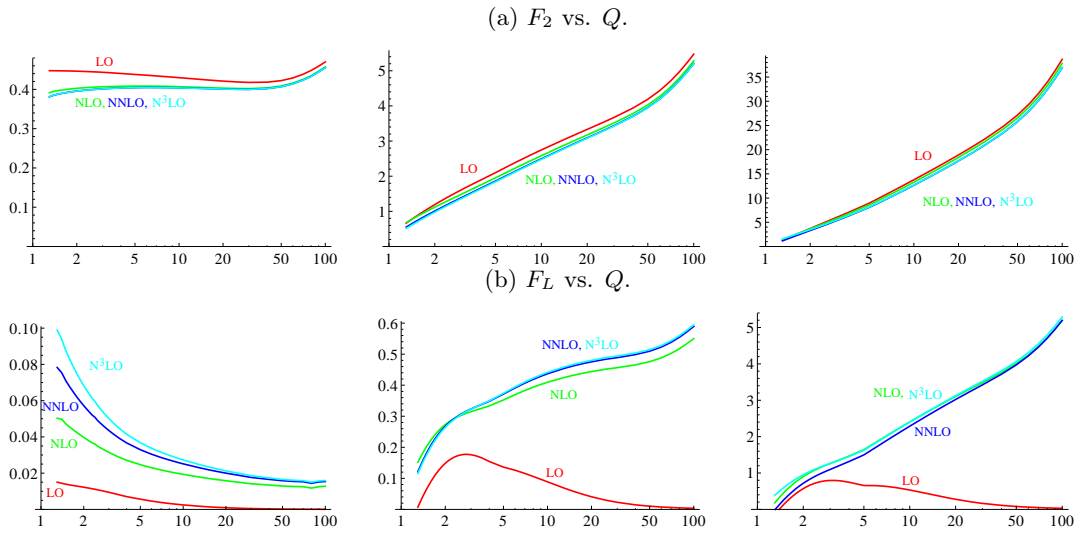 (a) F₂ vs. Q.
LO
NLO, NNLO, N³LO
0.4
0.3
0.2
0.1
1 2 5 10 20 50 100
LO
NLO, NNLO, N³LO
5
4
3
2
1
1 2 5 10 20 50 100
LO
NLO, NNLO, N³LO
35
30
25
20
15
10
5
1 2 5 10 20 50 100
(b) F_L vs. Q.
N³LO
NNLO
NLO
LO
0.10
0.08
0.06
0.04
0.02
1 2 5 10 20 50 100
NNLO, N³LO
NLO
LO
0.6
0.5
0.4
0.3
0.2
0.1
1 2 5 10 20 50 100
NLO, N³LO
NNLO
LO
5
4
3
2
1
0
1 2 5 10 20 50 100